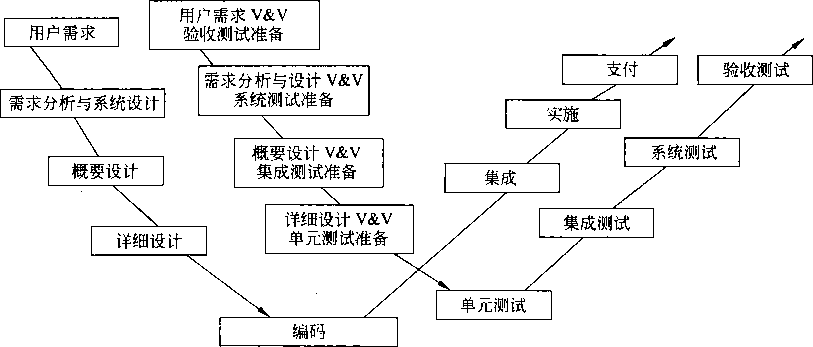 用户需求
用户需求 V&V
验收测试准备
需求分析与系统设计
需求分析与设计 V&V
系统测试准备
概要设计
概要设计 V&V
集成测试准备
详细设计
详细设计 V&V
单元测试准备
编码
单元测试
集成
集成测试
实施
系统测试
支付
验收测试